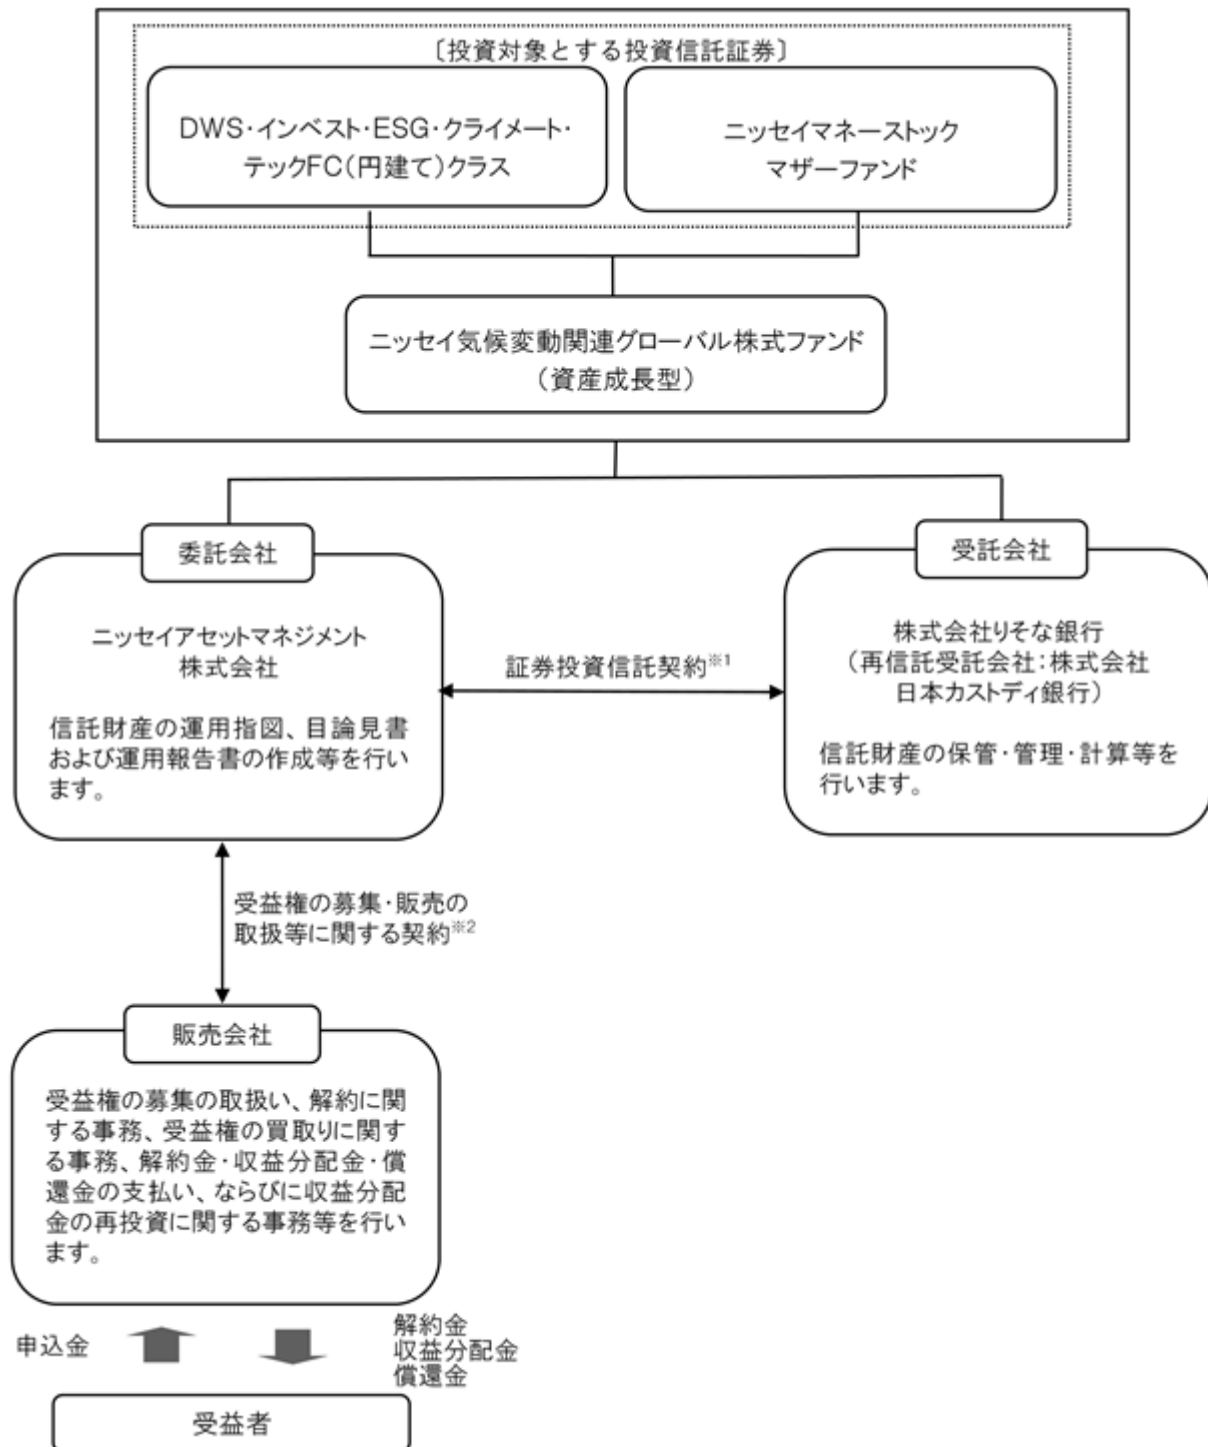 〔投資対象とする投資信託証券〕
DWS・インベスト・ESG・クライメート・
テックFC(円建て)クラス
ニッセイマネーストック
マザーファンド
ニッセイ気候変動関連グローバル株式ファンド
（資産成長型）
委託会社
ニッセイアセットマネジメント
株式会社
信託財産の運用指図、目論見書
および運用報告書の作成等を行い
ます。
証券投資信託契約※1
受託会社
株式会社りそな銀行
（再信託受託会社：株式会社
日本カストディ銀行）
信託財産の保管・管理・計算等を
行います。
受益権の募集・販売の
取扱等に関する契約※2
販売会社
受益権の募集の取扱い、解約に関
する事務、受益権の買取りに関す
る事務、解約金・収益分配金・償
還金の支払い、ならびに収益分配
金の再投資に関する事務等を行い
ます。
申込金
解約金
収益分配金
償還金
受益者